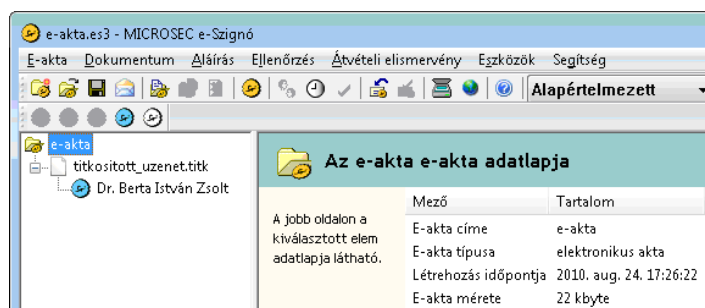 e-akta.es3 - MICROSEC e-Szignó
E-akta Dokumentum Aláírás Ellenőrzés Átvételi elismervény Eszközök Segítség
Alapértelmezett
e-akta
titkositott_uzenet.titk
Dr. Berta István Zsolt
Az e-akta e-akta adatlapja
A jobb oldalon a
kiválasztott elem
adatlapja látható.
Mező Tartalom
E-akta címe e-akta
E-akta típusa elektronikus akta
Létrehozás időpontja 2010. aug. 24. 17:26:22
E-akta mérete 22 kbyte